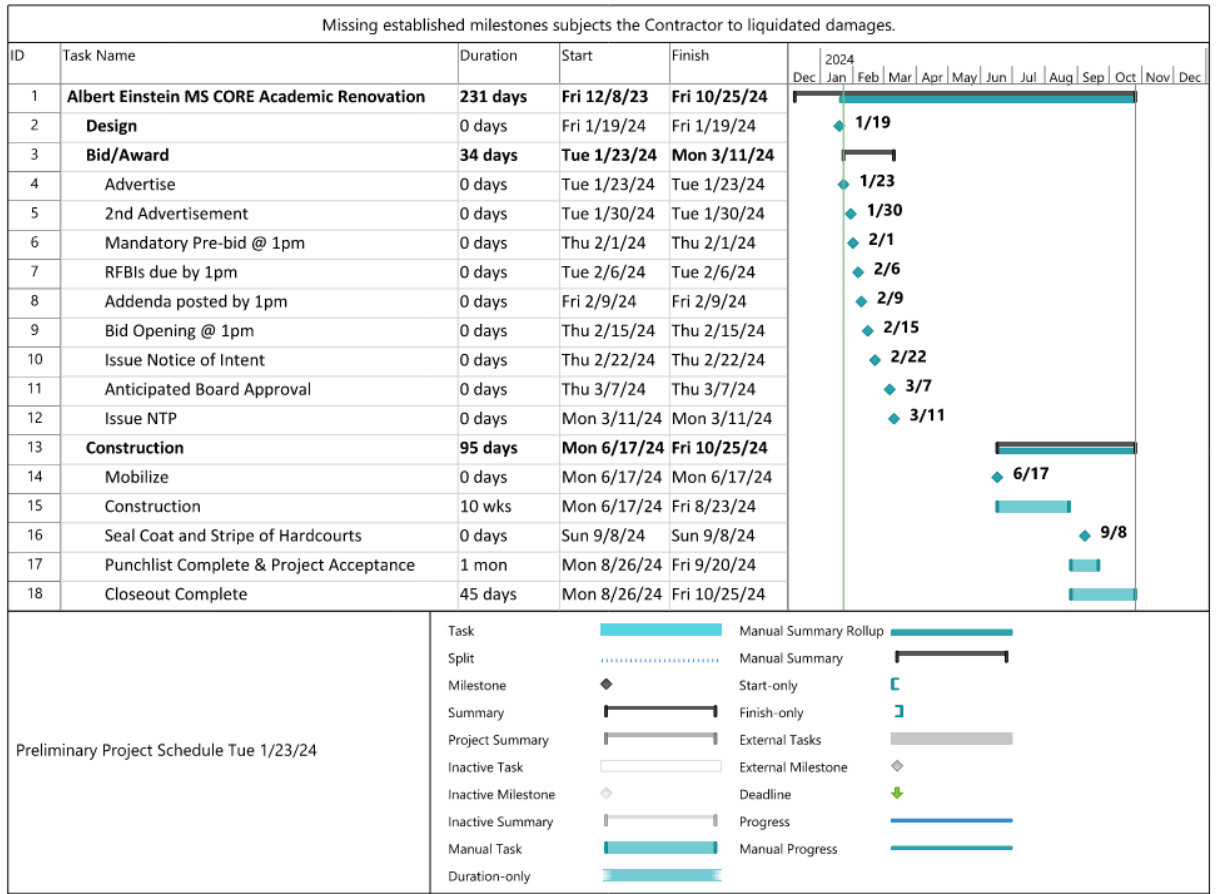 Missing established milestones subjects the Contractor to liquidated damages.
ID Task Name Duration Start Finish
2024
Dec Jan Feb Mar Apr May Jun Jul Aug Sep Oct Nov Dec
1 Albert Einstein MS CORE Academic Renovation 231 days Fri 12/8/23 Fri 10/25/24
2 Design 0 days Fri 1/19/24 Fri 1/19/24 1/19
3 Bid/Award 34 days Tue 1/23/24 Mon 3/11/24
4 Advertise 0 days Tue 1/23/24 Tue 1/23/24 1/23
5 2nd Advertisement 0 days Tue 1/30/24 Tue 1/30/24 1/30
6 Mandatory Pre-bid @ 1pm 0 days Thu 2/1/24 Thu 2/1/24 2/1
7 RFBIs due by 1pm 0 days Tue 2/6/24 Tue 2/6/24 2/6
8 Addenda posted by 1pm 0 days Fri 2/9/24 Fri 2/9/24 2/9
9 Bid Opening @ 1pm 0 days Thu 2/15/24 Thu 2/15/24 2/15
10 Issue Notice of Intent 0 days Thu 2/22/24 Thu 2/22/24 2/22
11 Anticipated Board Approval 0 days Thu 3/7/24 Thu 3/7/24 3/7
12 Issue NTP 0 days Mon 3/11/24 Mon 3/11/24 3/11
13 Construction 95 days Mon 6/17/24 Fri 10/25/24
14 Mobilize 0 days Mon 6/17/24 Mon 6/17/24 6/17
15 Construction 10 wks Mon 6/17/24 Fri 8/23/24
16 Seal Coat and Stripe of Hardcourts 0 days Sun 9/8/24 Sun 9/8/24 9/8
17 Punchlist Complete & Project Acceptance 1 mon Mon 8/26/24 Fri 9/20/24
18 Closeout Complete 45 days Mon 8/26/24 Fri 10/25/24
Preliminary Project Schedule Tue 1/23/24
Task
Split
Milestone
Summary
Project Summary
Inactive Task
Inactive Milestone
Inactive Summary
Manual Task
Duration-only
Manual Summary Rollup
Manual Summary
Start-only
Finish-only
External Tasks
External Milestone
Deadline
Progress
Manual Progress